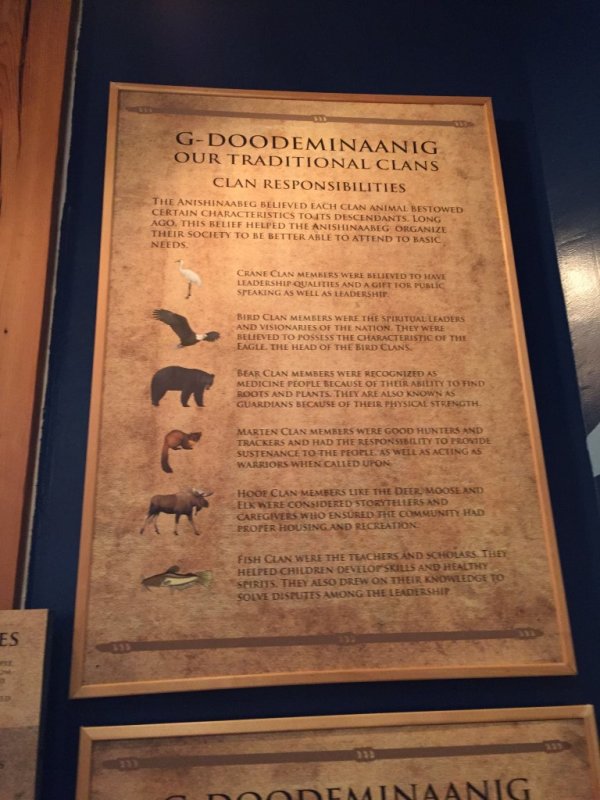 G-DOODEMINAANIG
OUR TRADITIONAL CLANS
CLAN RESPONSIBILITIES
THE ANISHINAABEG BELIEVED EACH CLAN ANIMAL BESTOWED
CERTAIN CHARACTERISTICS TO ITS DESCENDANTS. LONG
AGO, THIS BELIEF HELPED THE ANISHINAABEG ORGANIZE
THEIR SOCIETY TO BE BETTER ABLE TO ATTEND TO BASIC
NEEDS.
CRANE CLAN MEMBERS WERE BELIEVED TO HAVE
LEADERSHIP QUALITIES AND A GIFT FOR PUBLIC
SPEAKING AS WELL AS LEADERSHIP.
BIRD CLAN MEMBERS WERE THE SPIRITUAL LEADERS
AND VISIONARIES OF THE NATION. THEY WERE
BELIEVED TO POSSESS THE CHARACTERISTIC OF THE
EAGLE, THE HEAD OF THE BIRD CLANS.
BEAR CLAN MEMBERS WERE RECOGNIZED AS
MEDICINE PEOPLE BECAUSE OF THEIR ABILITY TO FIND
ROOTS AND PLANTS. THEY ARE ALSO KNOWN AS
GUARDIANS BECAUSE OF THEIR PHYSICAL STRENGTH.
MARTEN CLAN MEMBERS WERE GOOD HUNTERS AND
TRACKERS AND HAD THE RESPONSIBILITY TO PROVIDE
SUSTENANCE TO THE PEOPLE, AS WELL AS ACTING AS
WARRIORS WHEN CALLED UPON.
HOOF CLAN MEMBERS LIKE THE DEER, MOOSE AND
ELK WERE CONSIDERED STORYTELLERS AND
CAREGIVERS WHO ENSURED THE COMMUNITY HAD
PROPER HOUSING AND RECREATION.
FISH CLAN WERE THE TEACHERS AND SCHOLARS. THEY
HELPED CHILDREN DEVELOP SKILLS AND HEALTHY
SPIRITS. THEY ALSO DREW ON THEIR KNOWLEDGE TO
SOLVE DISPUTES AMONG THE LEADERSHIP.
ES
G-DOODEMINAANIG